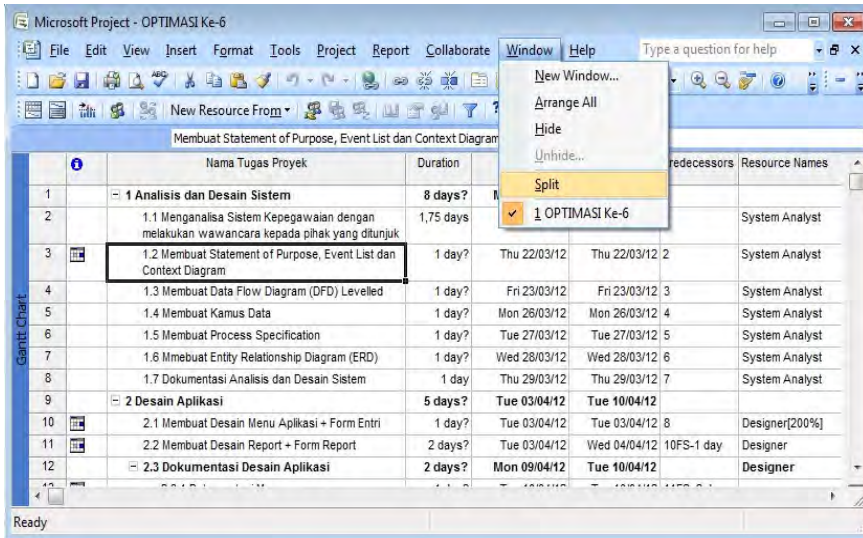 Microsoft Project - OPTIMASI Ke-6
File Edit View Insert Format Tools Project Report Collaborate Window Help Type a question for help
New Resource From
Membuat Statement of Purpose, Event List dan Context Diagram
New Window...
Arrange All
Hide
Unhide...
Split
1 OPTIMASI Ke-6
Nama Tugas Proyek Duration redecessors Resource Names
1 1 Analisis dan Desain Sistem 8 days?
2 1.1 Menganalisa Sistem Kepegawaian dengan 1,75 days System Analyst
melakukan wawancara kepada pihak yang ditunjuk
3 1.2 Membuat Statement of Purpose, Event List dan 1 day? Thu 22/03/12 Thu 22/03/12 2 System Analyst
Context Diagram
4 1.3 Membuat Data Flow Diagram (DFD) Levelled 1 day? Fri 23/03/12 Fri 23/03/12 3 System Analyst
5 1.4 Membuat Kamus Data 1 day? Mon 26/03/12 Mon 26/03/12 4 System Analyst
6 1.5 Membuat Process Specification 1 day? Tue 27/03/12 Tue 27/03/12 5 System Analyst
7 1.6 Mmebuat Entity Relationship Diagram (ERD) 1 day? Wed 28/03/12 Wed 28/03/12 6 System Analyst
8 1.7 Dokumentasi Analisis dan Desain Sistem 1 day Thu 29/03/12 Thu 29/03/12 7 System Analyst
9 2 Desain Aplikasi 5 days? Tue 03/04/12 Tue 10/04/12
10 2.1 Membuat Desain Menu Aplikasi + Form Entri 1 day? Tue 03/04/12 Tue 03/04/12 8 Designer[200%]
11 2.2 Membuat Desain Report + Form Report 2 days? Tue 03/04/12 Wed 04/04/12 10FS-1 day Designer
12 2.3 Dokumentasi Desain Aplikasi 2 days? Mon 09/04/12 Tue 10/04/12 Designer
Gantt Chart
Ready